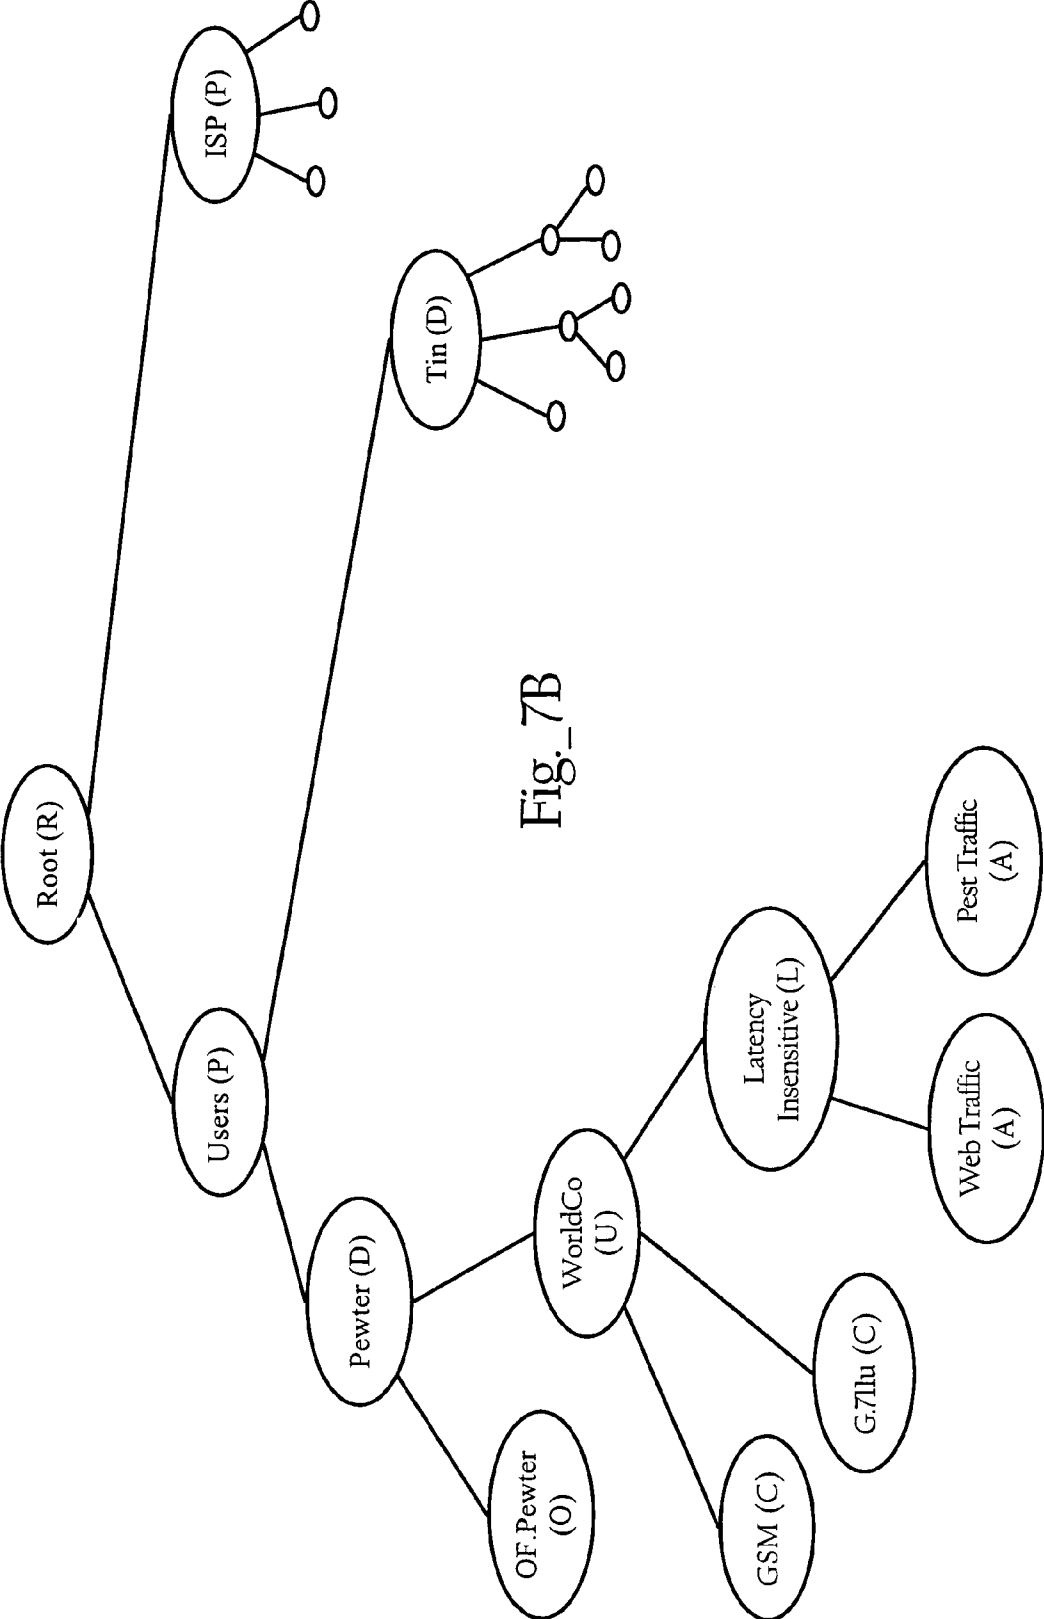 Root (R)
Users (P)
ISP (P)
Pewter (D)
Tin (D)
OF.Pewter
(O)
WorldCo
(U)
GSM (C)
G.711u (C)
Latency
Insensitive (L)
Web Traffic
(A)
Pest Traffic
(A)
Fig._7B